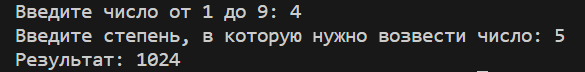 Введите число от 1 до 9: 4
Введите степень, в которую нужно возвести число: 5
Результат: 1024